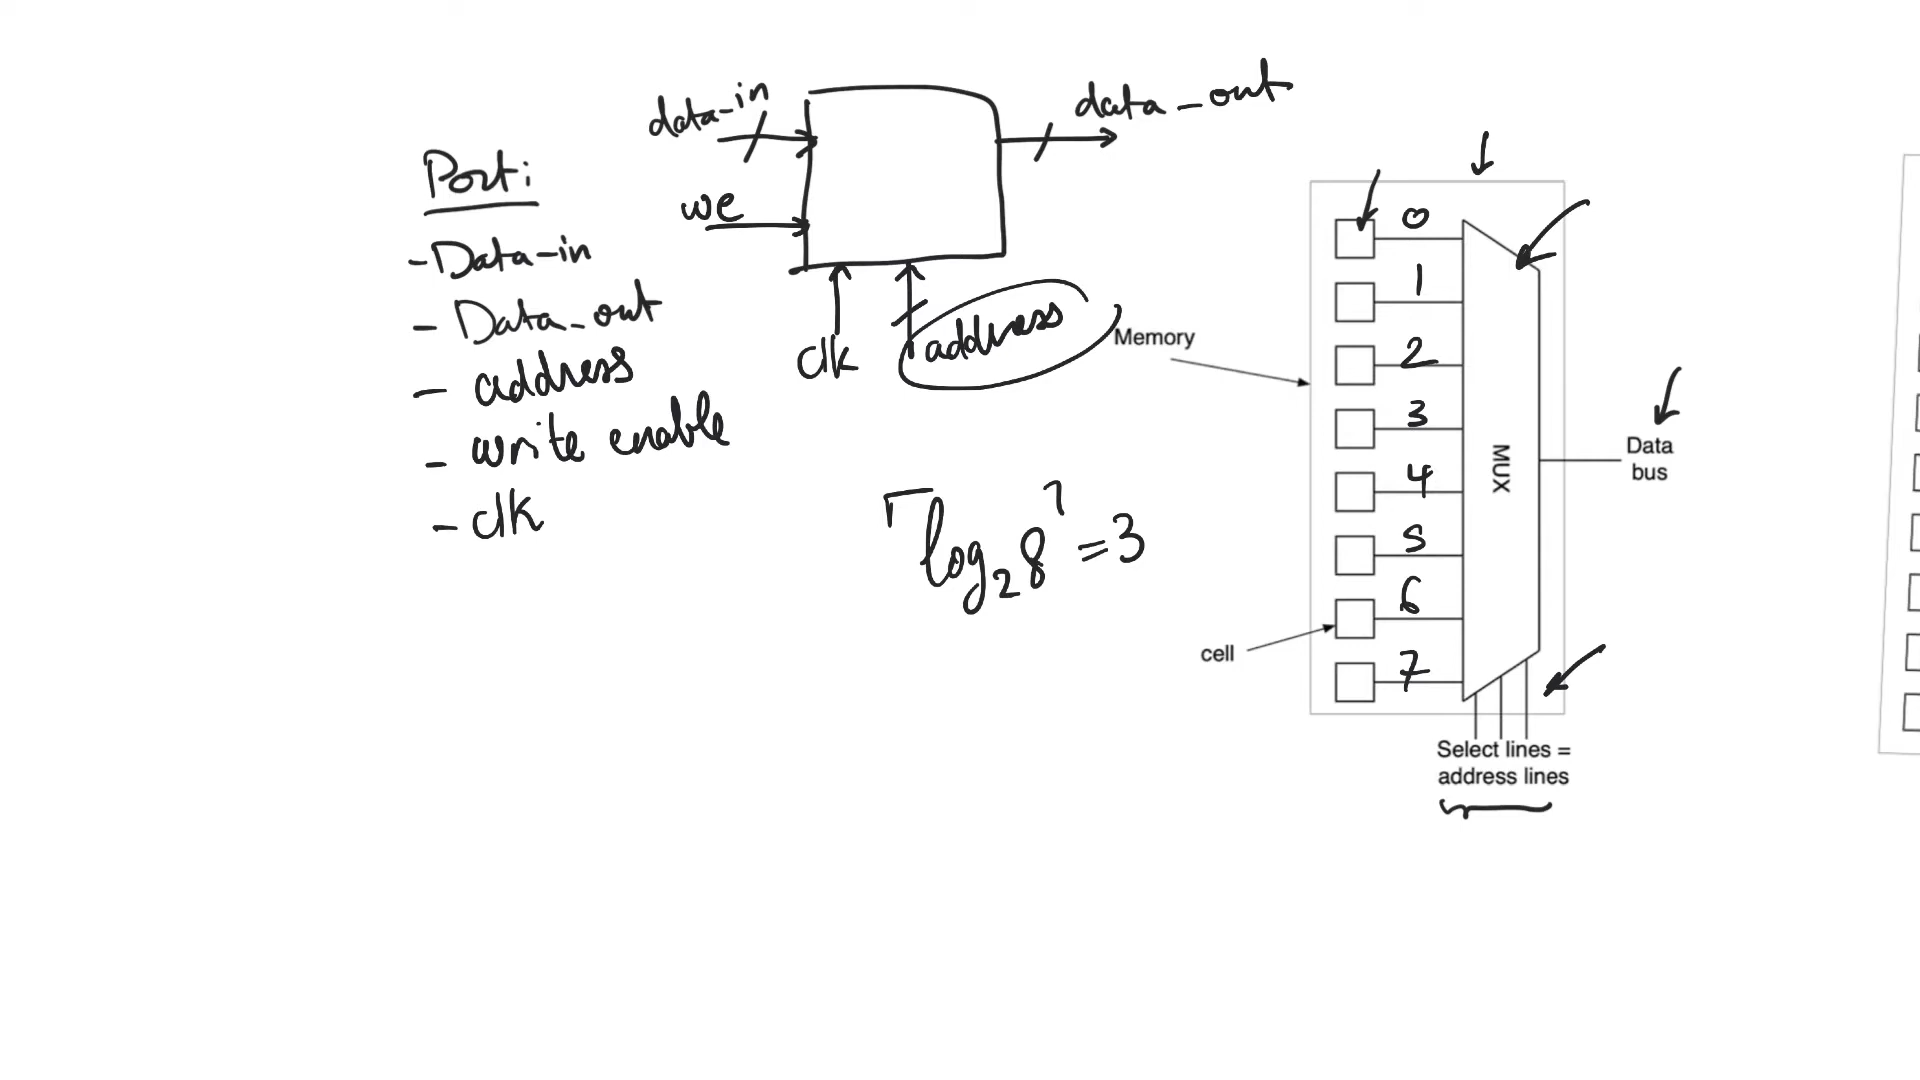 Port:
- Data-in
- Data_out
- address
- write enable
- clk
data-in
data_out
we
clk
address
⌈log₂8⌉ = 3
Memory
cell
0
1
2
3
4
5
6
7
MUX
Data
bus
Select lines =
address lines